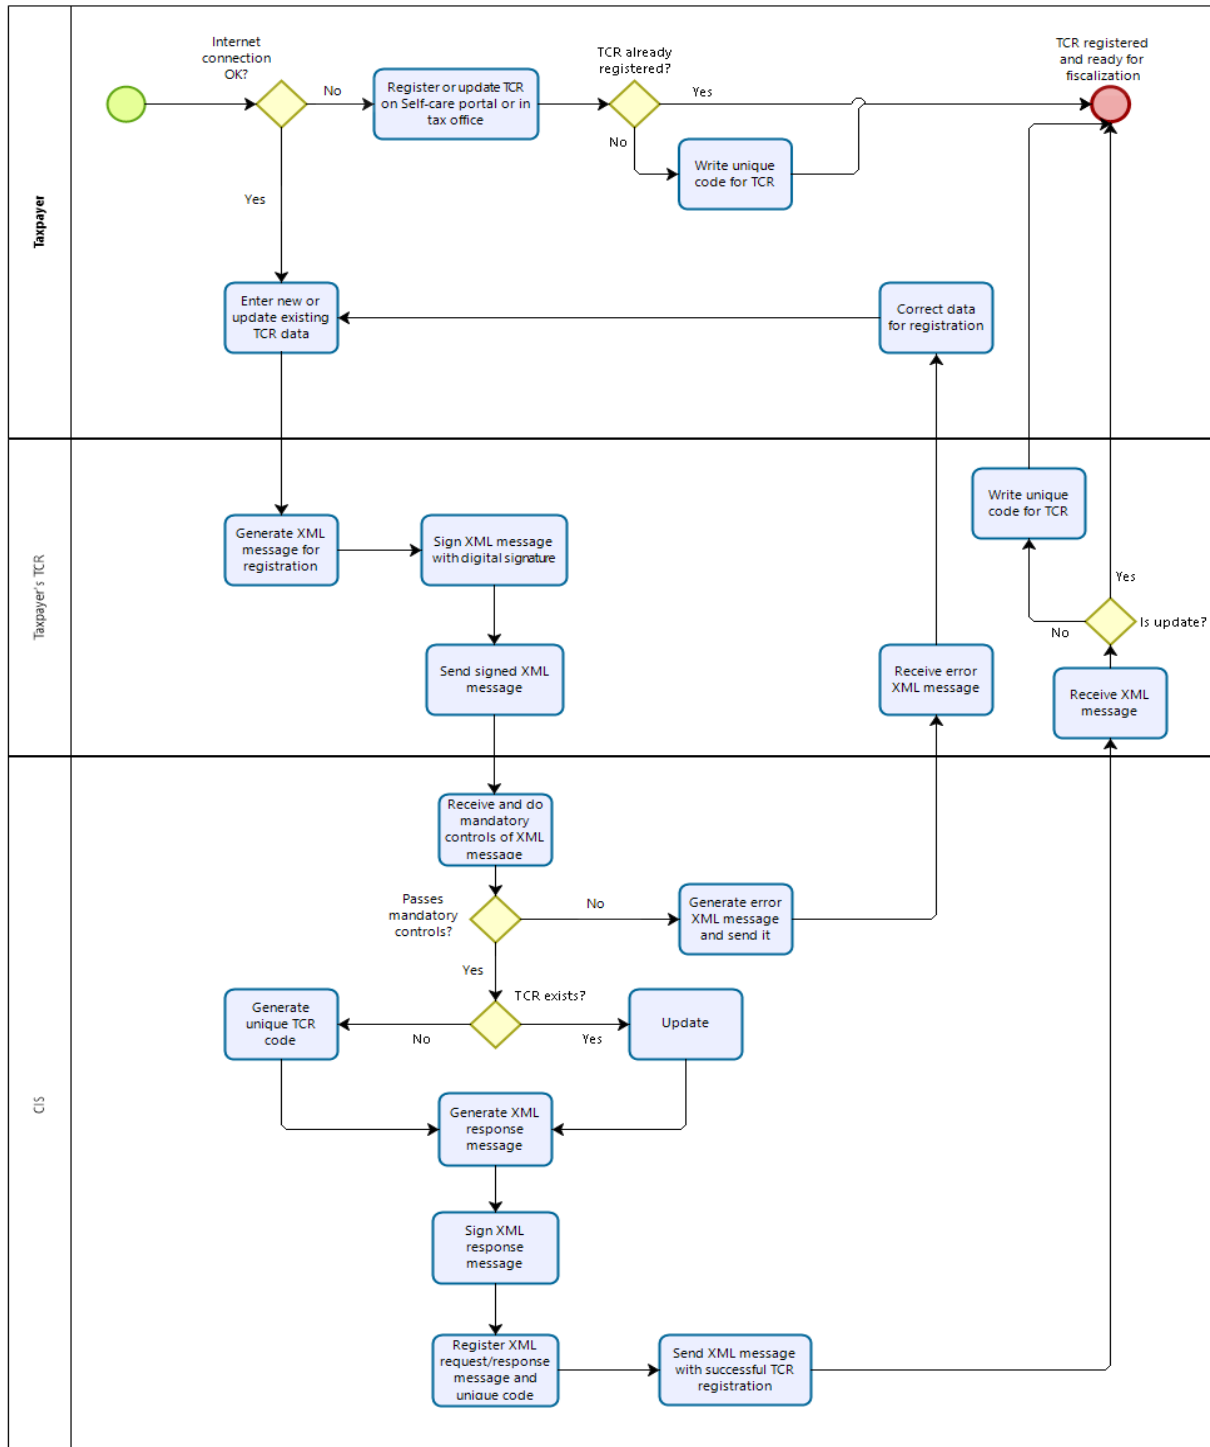 Internet
connection
OK?
No
Register or update TCR
on Self-care portal or in
tax office
TCR already
registered?
Yes
No
Write unique
code for TCR
TCR registered
and ready for
fiscalization
Yes
Taxpayer
Enter new or
update existing
TCR data
Correct data
for registration
Taxpayer's TCR
Generate XML
message for
registration
Sign XML message
with digital signature
Send signed XML
message
Receive error
XML message
Write unique
code for TCR
Yes
No
Is update?
Receive XML
message
CIS
Receive and do
mandatory
controls of XML
message
Passes
mandatory
controls?
No
Generate error
XML message
and send it
Yes
TCR exists?
Generate
unique TCR
code
No
Yes
Update
Generate XML
response
message
Sign XML
response
message
Register XML
request/response
message and
unique code
Send XML message
with successful TCR
registration